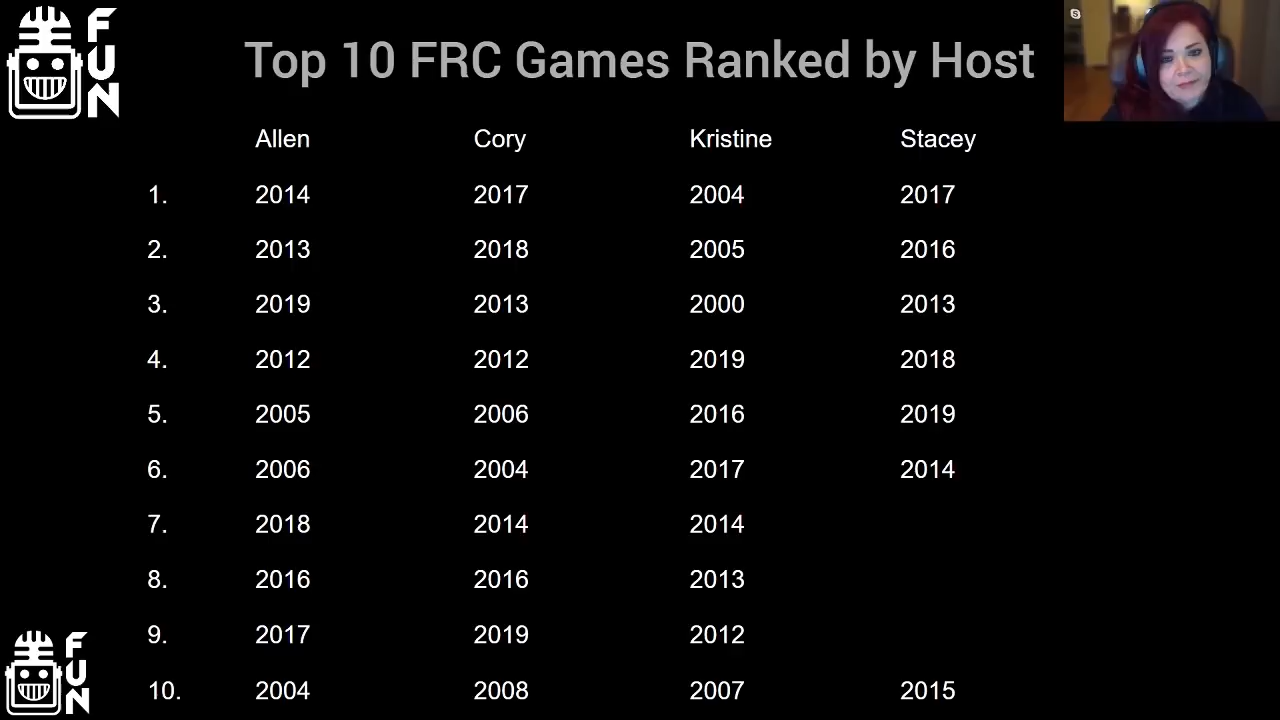 FUN
Top 10 FRC Games Ranked by Host
Allen Cory Kristine Stacey
1. 2014 2017 2004 2017
2. 2013 2018 2005 2016
3. 2019 2013 2000 2013
4. 2012 2012 2019 2018
5. 2005 2006 2016 2019
6. 2006 2004 2017 2014
7. 2018 2014 2014
8. 2016 2016 2013
9. 2017 2019 2012
10. 2004 2008 2007 2015
FUN